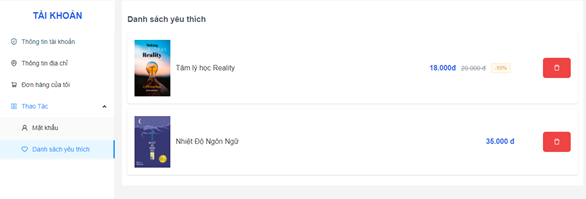 TÀI KHOẢN
Thông tin tài khoản
Thông tin địa chỉ
Đơn hàng của tôi
Thao Tác
Mật khẩu
Danh sách yêu thích
Danh sách yêu thích
Reality
Tâm lý học Reality
18.000đ 20.000 đ -10%
Nhiệt Độ Ngôn Ngữ
35.000 đ